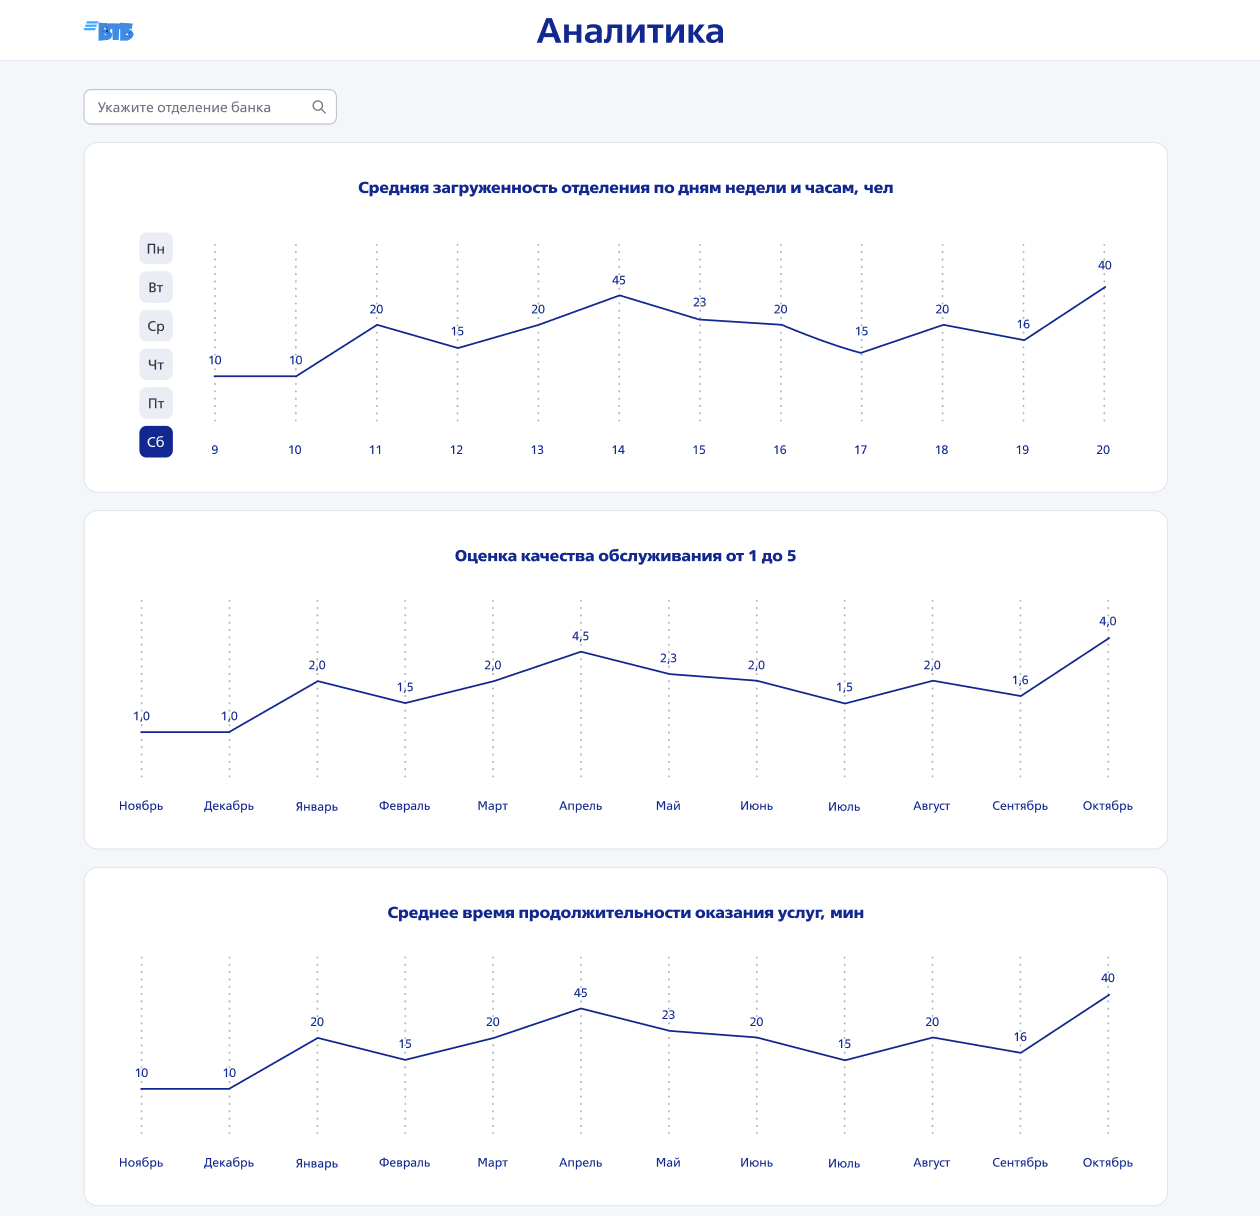 ВТБ
Аналитика
Укажите отделение банка
Средняя загруженность отделения по дням недели и часам, чел
Пн
Вт
Ср
Чт
Пт
Сб
10 10 20 15 20 45 23 20 15 20 16 40
9 10 11 12 13 14 15 16 17 18 19 20
Оценка качества обслуживания от 1 до 5
1,0 1,0 2,0 1,5 2,0 4,5 2,3 2,0 1,5 2,0 1,6 4,0
Ноябрь Декабрь Январь Февраль Март Апрель Май Июнь Июль Август Сентябрь Октябрь
Среднее время продолжительности оказания услуг, мин
10 10 20 15 20 45 23 20 15 20 16 40
Ноябрь Декабрь Январь Февраль Март Апрель Май Июнь Июль Август Сентябрь Октябрь